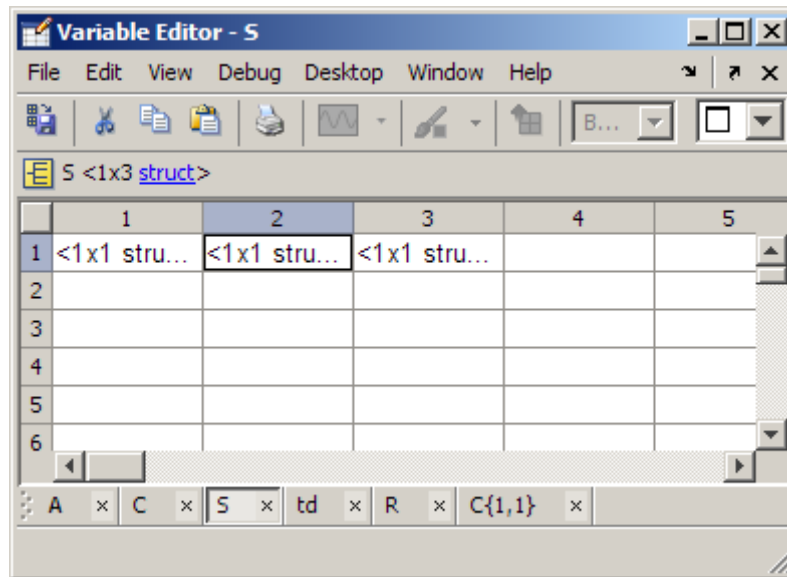 Variable Editor - S
File Edit View Debug Desktop Window Help
B...
S <1x3 struct>
1 2 3 4 5
1 <1x1 stru... <1x1 stru... <1x1 stru...
2
3
4
5
6
A × C × S × td × R × C{1,1} ×